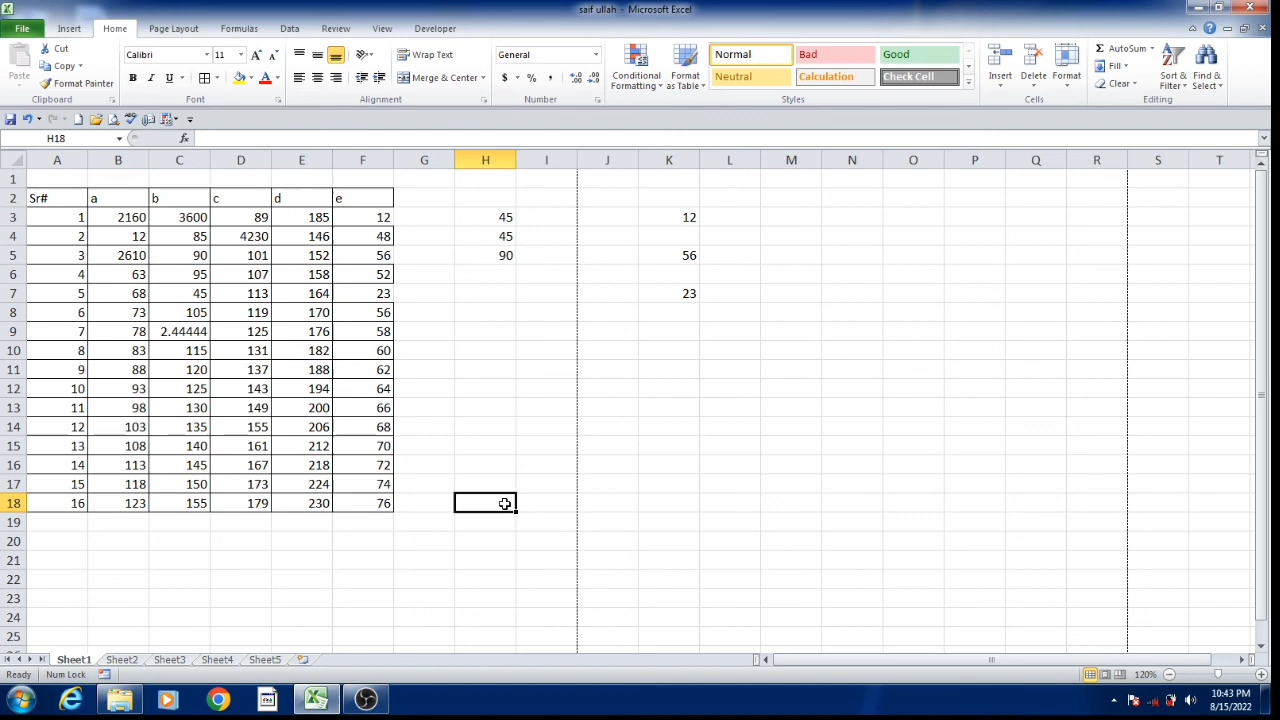 saif ullah - Microsoft Excel
File Insert Home Page Layout Formulas Data Review View Developer
Paste
Cut
Copy
Format Painter
Clipboard
Calibri 11
B I U
Font
Wrap Text
Merge & Center
Alignment
General
$ % ,
Number
Conditional Formatting
Format as Table
Normal Bad Good
Neutral Calculation Check Cell
Styles
Insert Delete Format
Cells
AutoSum
Fill
Clear
Sort & Filter
Find & Select
Editing
H18 fx
A B C D E F G H I J K L M N O P Q R S T
1
2 Sr# a b c d e
3 1 2160 3600 89 185 12 45 12
4 2 12 85 4230 146 48 45
5 3 2610 90 101 152 56 90 56
6 4 63 95 107 158 52
7 5 68 45 113 164 23 23
8 6 73 105 119 170 56
9 7 78 2.44444 125 176 58
10 8 83 115 131 182 60
11 9 88 120 137 188 62
12 10 93 125 143 194 64
13 11 98 130 149 200 66
14 12 103 135 155 206 68
15 13 108 140 161 212 70
16 14 113 145 167 218 72
17 15 118 150 173 224 74
18 16 123 155 179 230 76
19
20
21
22
23
24
25
Sheet1 Sheet2 Sheet3 Sheet4 Sheet5
Ready Num Lock 120%
10:43 PM
8/15/2022